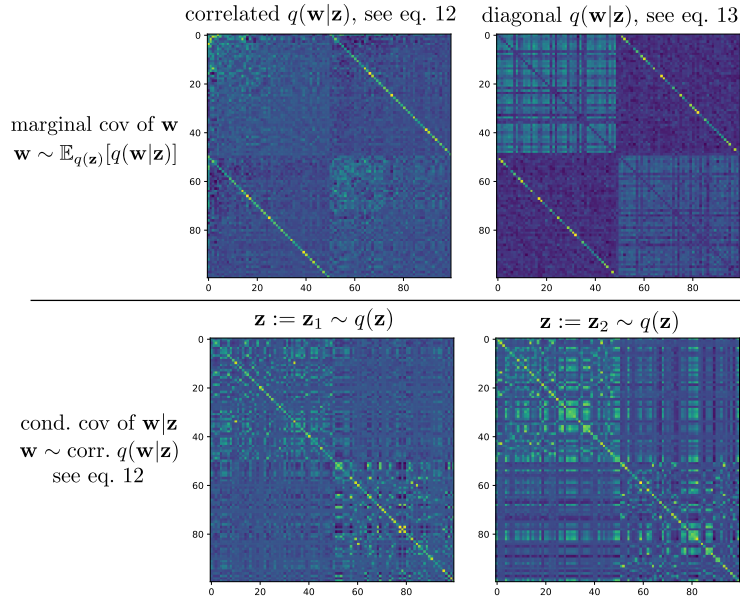 correlated q(w|z), see eq. 12
diagonal q(w|z), see eq. 13
0
20
40
60
80
0 20 40 60 80
0
20
40
60
80
0 20 40 60 80
marginal cov of w
w ∼ 𝔼q(z)[q(w|z)]
z := z₁ ∼ q(z)
z := z₂ ∼ q(z)
0
20
40
60
80
0 20 40 60 80
0
20
40
60
80
0 20 40 60 80
cond. cov of w|z
w ∼ corr. q(w|z)
see eq. 12